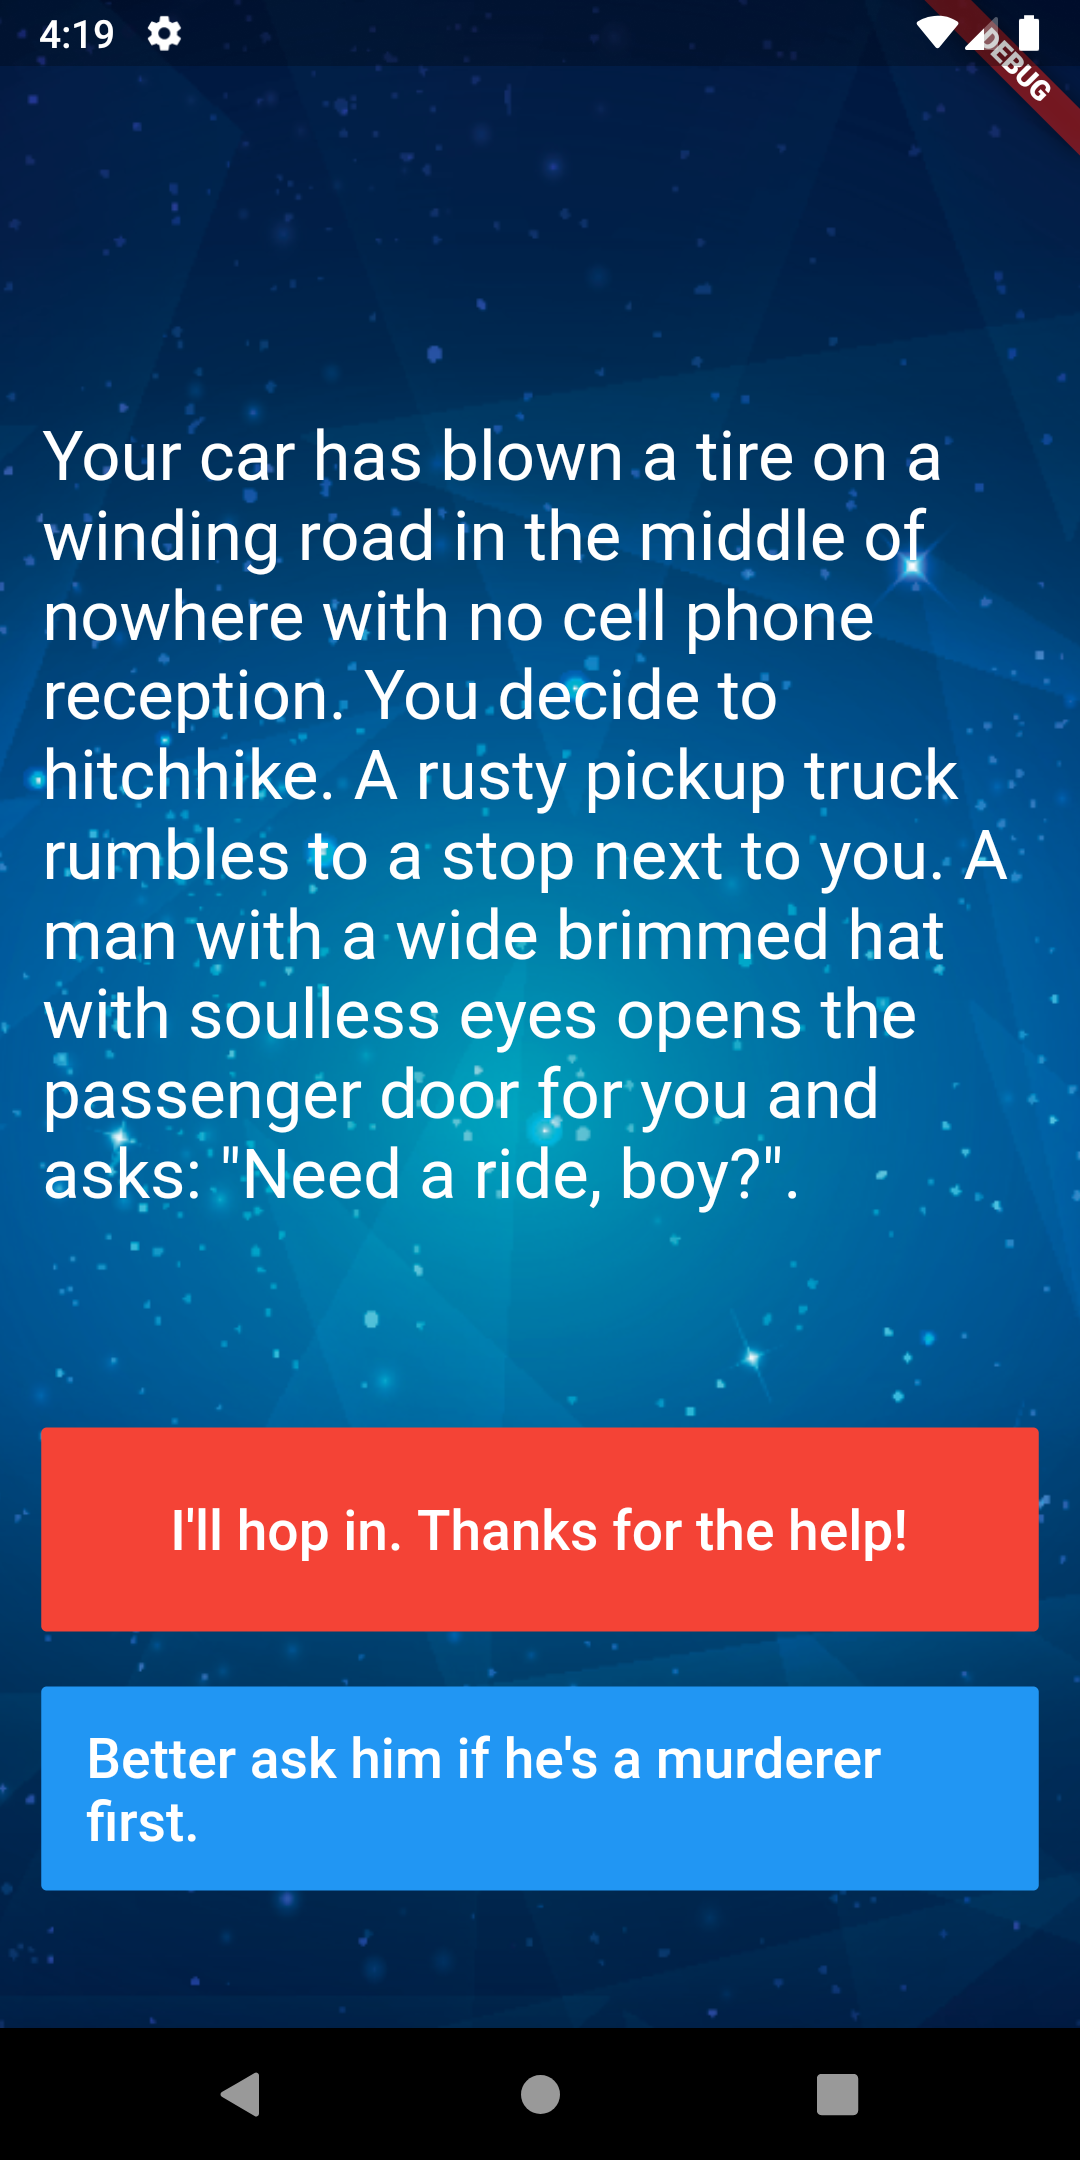 4:19
DEBUG
Your car has blown a tire on a
winding road in the middle of
nowhere with no cell phone
reception. You decide to
hitchhike. A rusty pickup truck
rumbles to a stop next to you. A
man with a wide brimmed hat
with soulless eyes opens the
passenger door for you and
asks: "Need a ride, boy?".
I'll hop in. Thanks for the help!
Better ask him if he's a murderer
first.